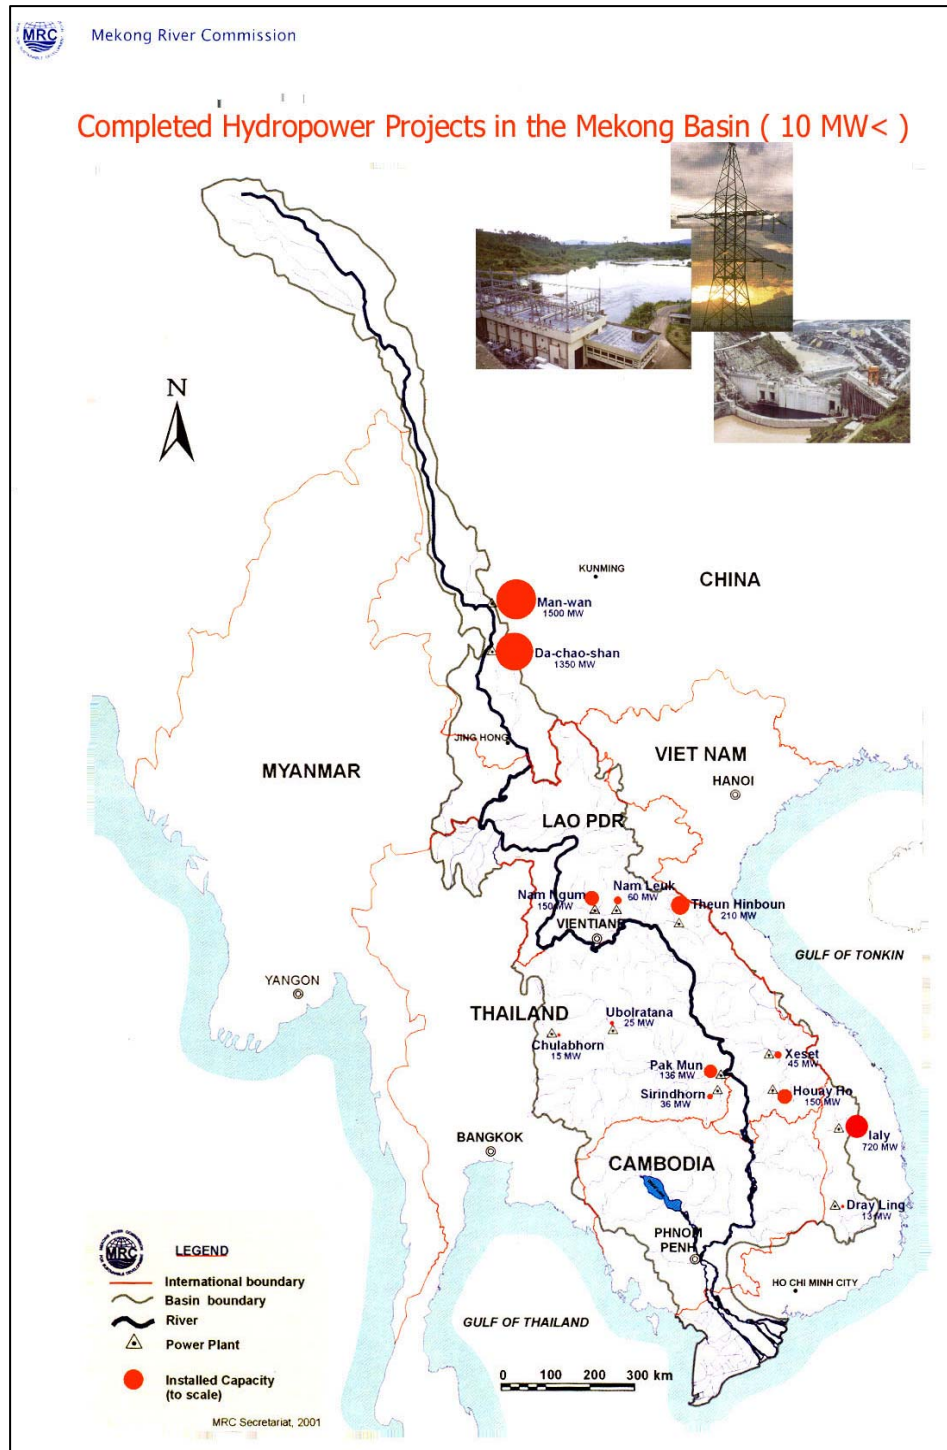 MRC
Mekong River Commission
Completed Hydropower Projects in the Mekong Basin ( 10 MW< )
N
KUNMING
CHINA
Man-wan
1500 MW
Da-chao-shan
1350 MW
JING HONG
VIET NAM
MYANMAR
HANOI
LAO PDR
Nam Ngum
150 MW
Nam Leuk
60 MW
Theun Hinboun
210 MW
VIENTIANE
GULF OF TONKIN
YANGON
THAILAND
Ubolratana
25 MW
Chulabhorn
15 MW
Xeset
45 MW
Pak Mun
136 MW
Sirindhorn
36 MW
Houay Ho
150 MW
Ialy
720 MW
BANGKOK
CAMBODIA
Dray Ling
13 MW
PHNOM
PENH
HO CHI MINH CITY
GULF OF THAILAND
MRC
LEGEND
International boundary
Basin boundary
River
Power Plant
Installed Capacity
(to scale)
0 100 200 300 km
MRC Secretariat, 2001